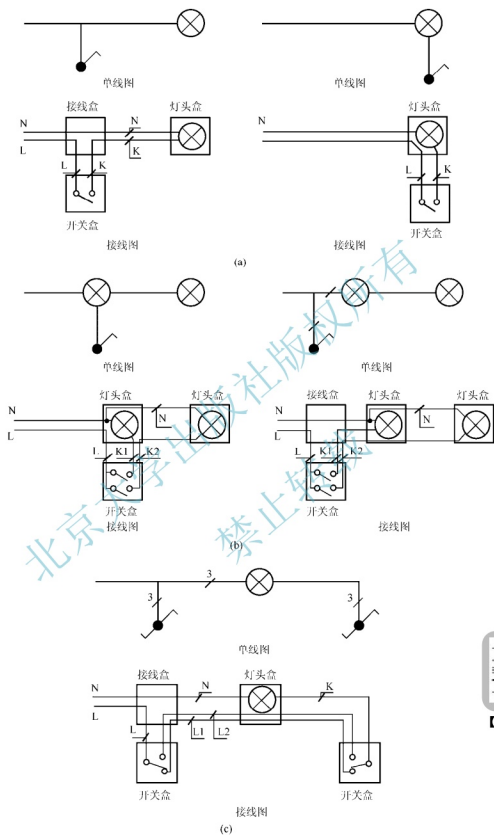 单线图
单线图
接线盒
灯头盒
灯头盒
N
N
L
K
L
K
L
K
开关盒
开关盒
接线图
接线图
(a)
单线图
单线图
灯头盒
灯头盒
接线盒
灯头盒
灯头盒
N
N
L
N
N
L
L
K1
K2
L
K1
K2
开关盒
开关盒
接线图
接线图
(b)
3
3
3
单线图
接线盒
灯头盒
N
N
K
L
L
L1
L2
开关盒
开关盒
接线图
(c)
北京大学出版社版权所有
禁止转载